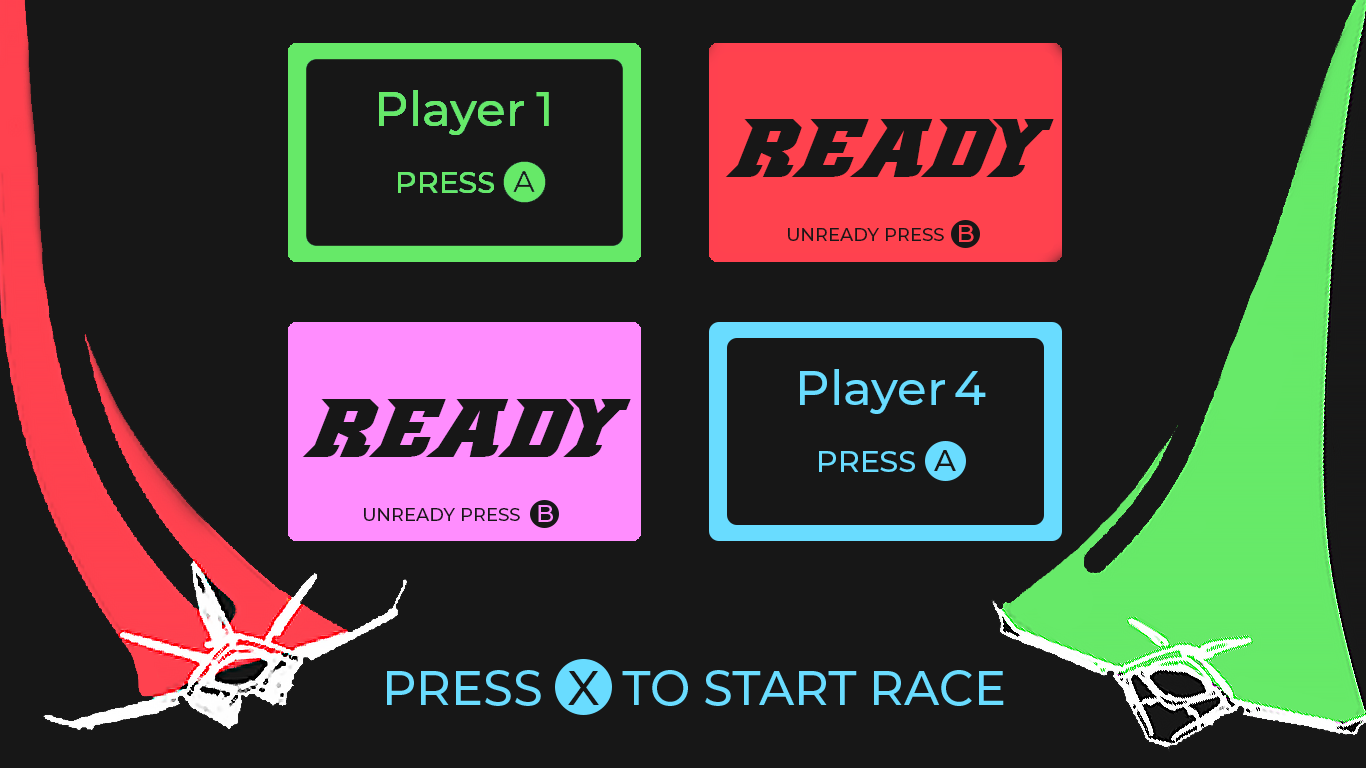 Player 1
PRESS A
READY
UNREADY PRESS B
READY
UNREADY PRESS B
Player 4
PRESS A
PRESS X TO START RACE